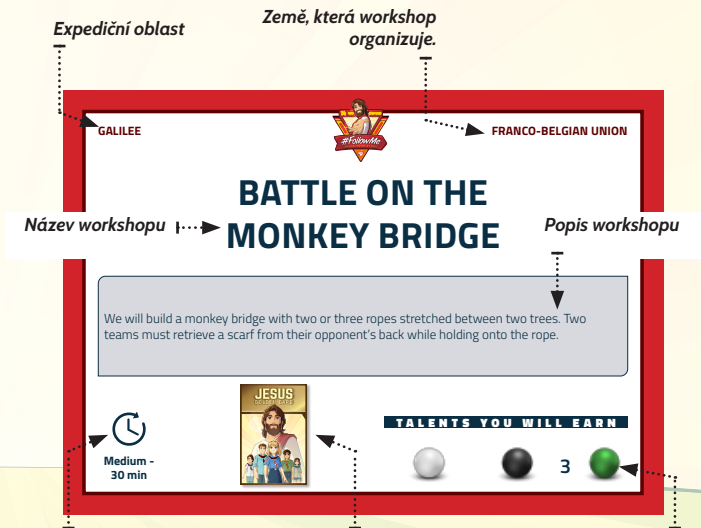 Expediční oblast
Země, která workshop
organizuje.
GALILEE
#FollowMe
FRANCO-BELGIAN UNION
BATTLE ON THE
MONKEY BRIDGE
Název workshopu
Popis workshopu
We will build a monkey bridge with two or three ropes stretched between two trees. Two
teams must retrieve a scarf from their opponent's back while holding onto the rope.
JESUS
TALENTS YOU WILL EARN
Medium -
30 min
3